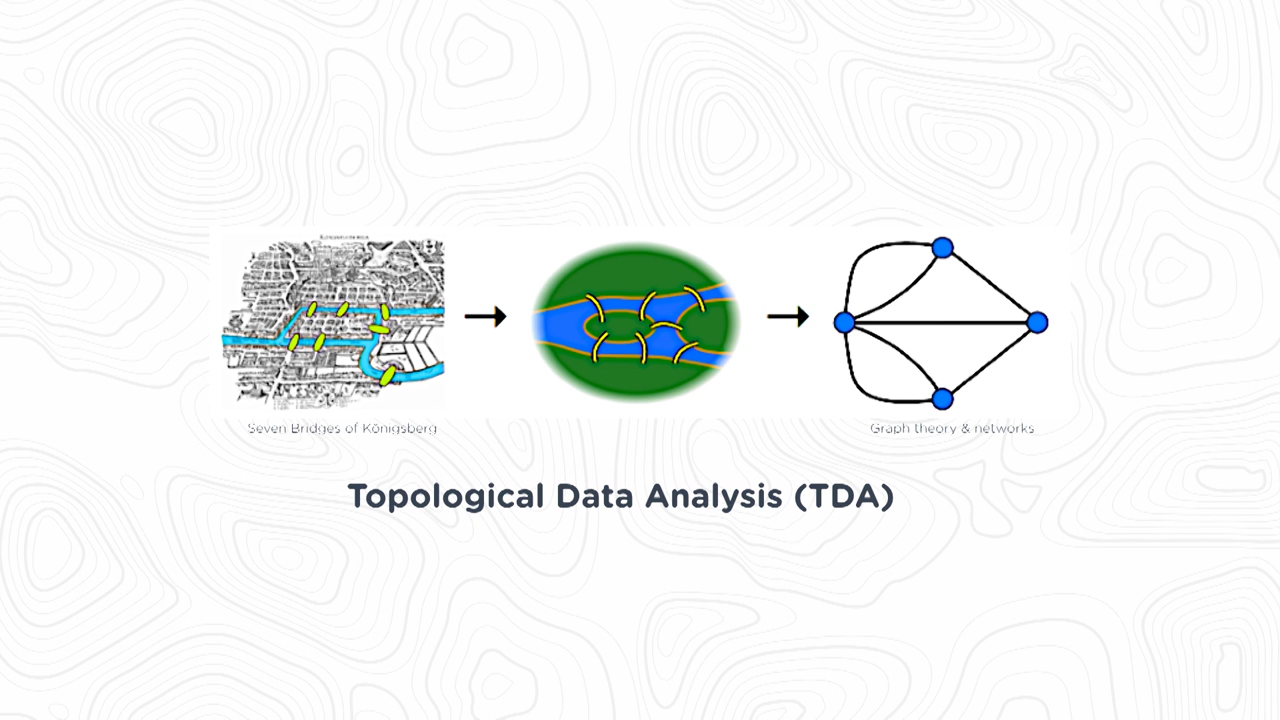 Seven Bridges of Königsberg
Graph theory & networks
Topological Data Analysis (TDA)